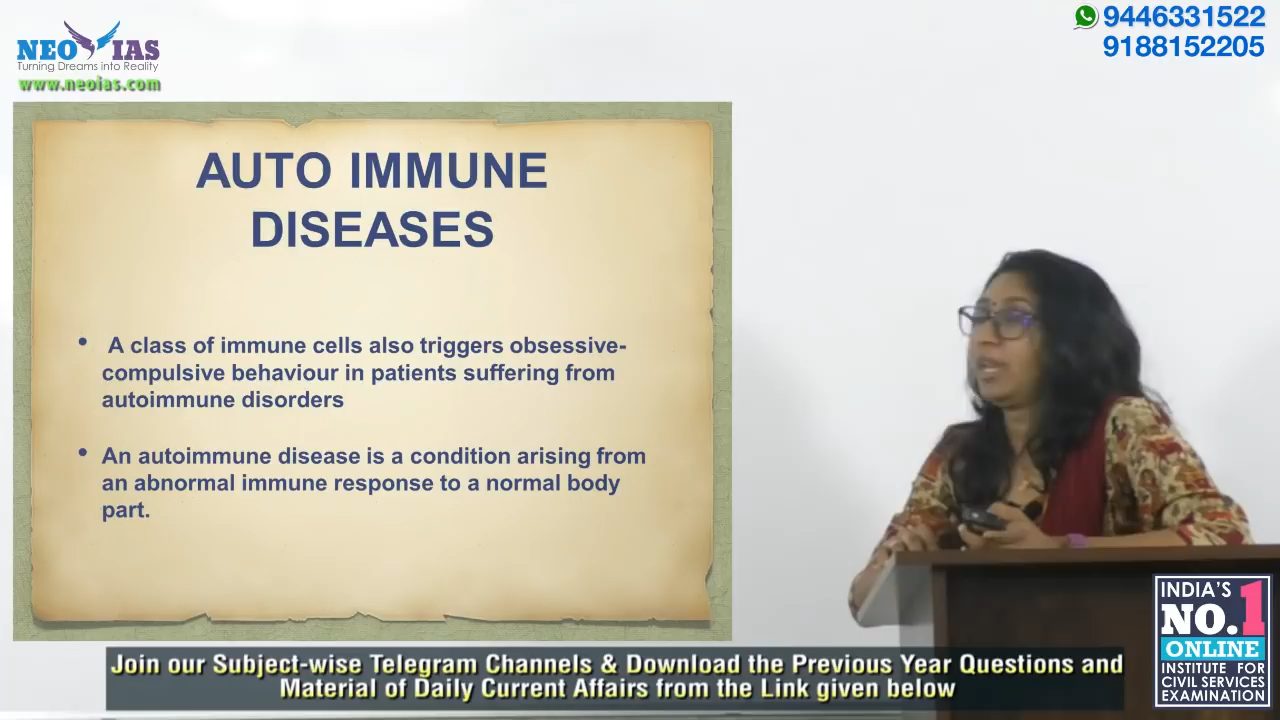 NEO IAS
Turning Dreams into Reality
www.neoias.com
9446331522
9188152205
AUTO IMMUNE
DISEASES
• A class of immune cells also triggers obsessive-
compulsive behaviour in patients suffering from
autoimmune disorders
• An autoimmune disease is a condition arising from
an abnormal immune response to a normal body
part.
INDIA'S
NO.1
ONLINE
INSTITUTE FOR
CIVIL SERVICES
EXAMINATION
Join our Subject-wise Telegram Channels & Download the Previous Year Questions and
Material of Daily Current Affairs from the Link given below